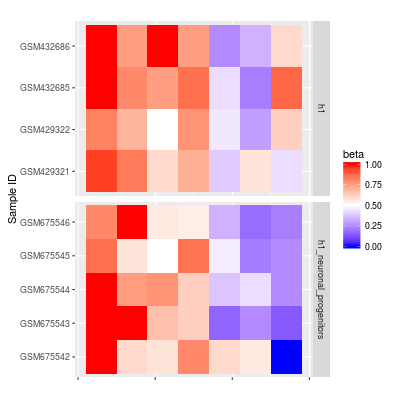 GSM432686
GSM432685
GSM429322
GSM429321
h1
GSM675546
GSM675545
GSM675544
GSM675543
GSM675542
h1_neuronal_progenitors
Sample ID
beta
1.00
0.75
0.50
0.25
0.00